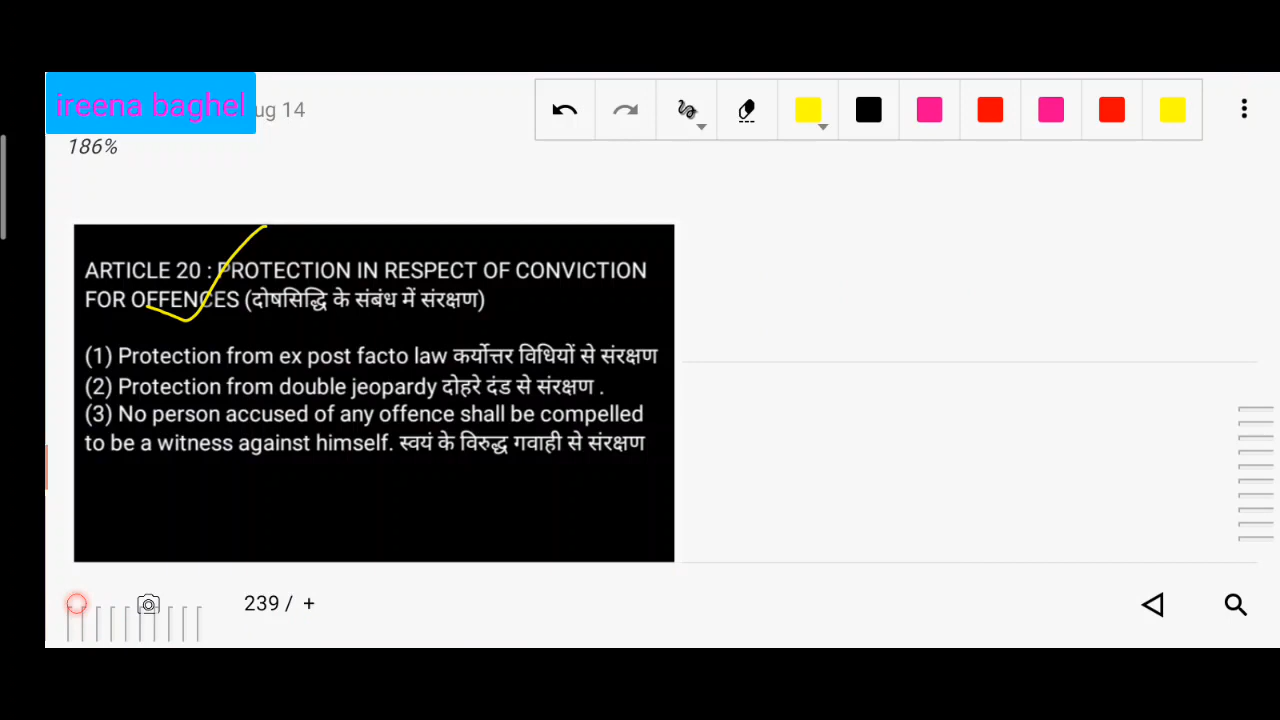 ireena baghel
ug 14
186%
ARTICLE 20 : PROTECTION IN RESPECT OF CONVICTION
FOR OFFENCES (दोषसिद्धि के संबंध में संरक्षण)
(1) Protection from ex post facto law कर्योत्तर विधियों से संरक्षण
(2) Protection from double jeopardy दोहरे दंड से संरक्षण .
(3) No person accused of any offence shall be compelled
to be a witness against himself. स्वयं के विरुद्ध गवाही से संरक्षण
239 / +